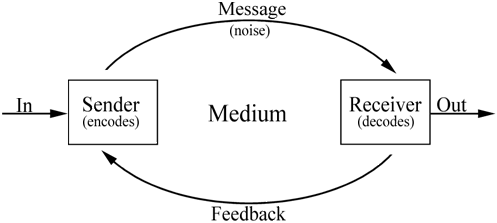 Message
(noise)
In
Sender
(encodes)
Medium
Receiver
(decodes)
Out
Feedback